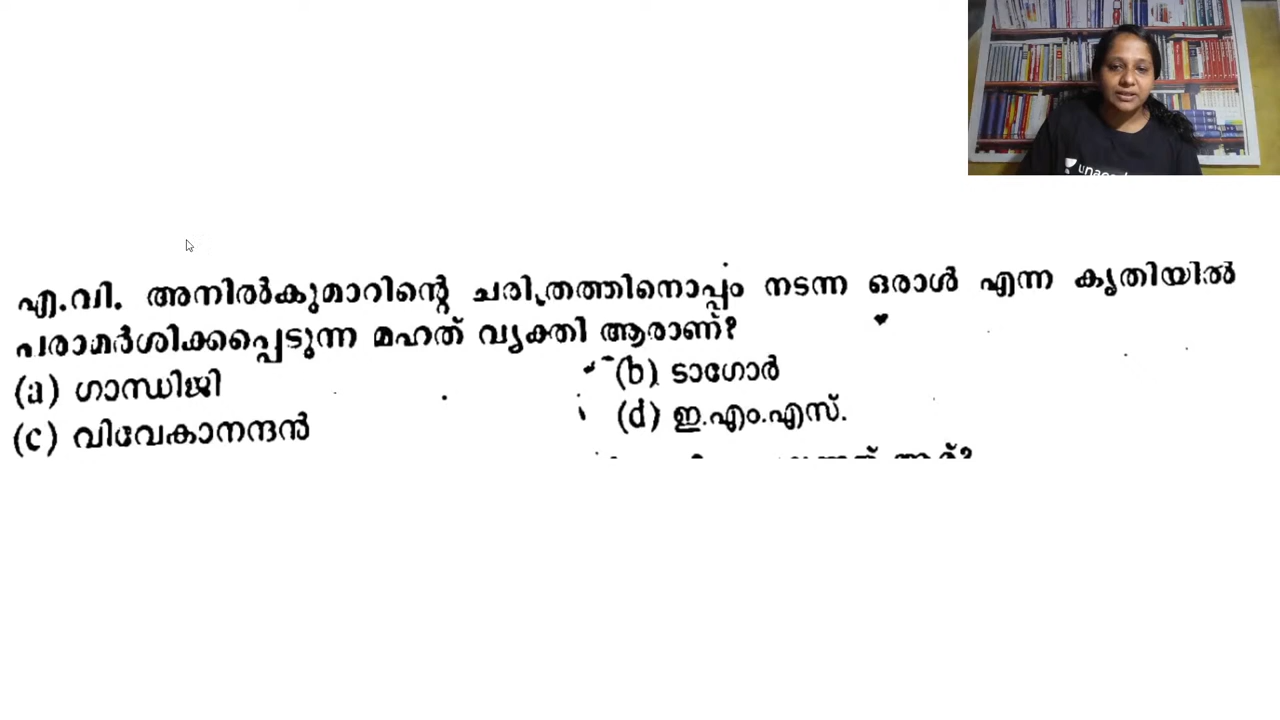 എ.വി. അനിൽകുമാറിന്റെ ചരിത്രത്തിനൊപ്പം നടന്ന ഒരാൾ എന്ന കൃതിയിൽ
പരാമർശിക്കപ്പെടുന്ന മഹത് വ്യക്തി ആരാണ്?
(a) ഗാന്ധിജി (b) ടാഗോർ
(c) വിവേകാനന്ദൻ (d) ഇ.എം.എസ്.